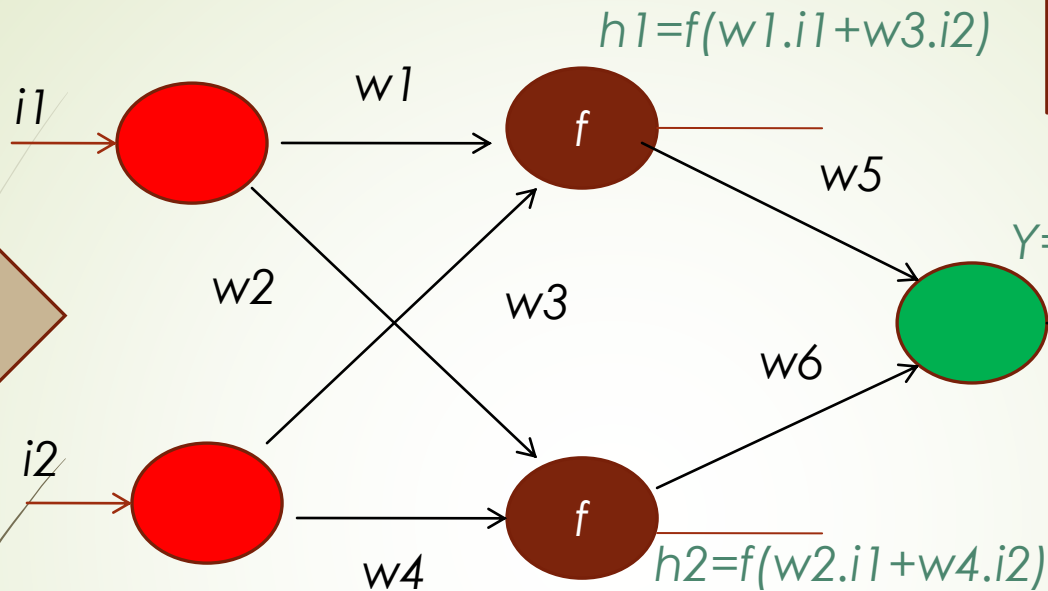 h1=f(w1.i1+w3.i2)
w1
i1
f
w5
Y=
w2
w3
w6
i2
f
w4
h2=f(w2.i1+w4.i2)